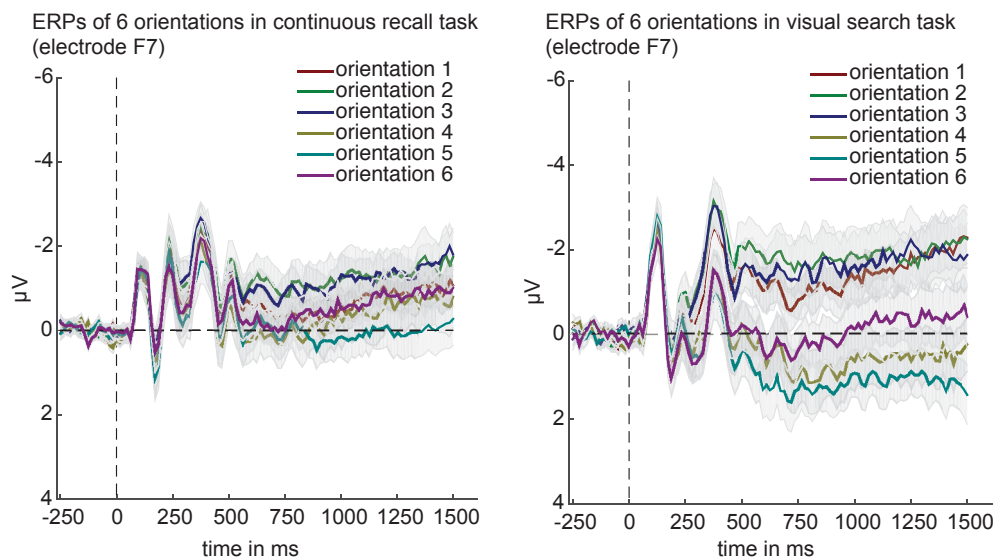 ERPs of 6 orientations in continuous recall task
(electrode F7)
orientation 1
orientation 2
orientation 3
orientation 4
orientation 5
orientation 6
-6
-4
-2
0
2
4
µV
-250 0 250 500 750 1000 1250 1500
time in ms
ERPs of 6 orientations in visual search task
(electrode F7)
orientation 1
orientation 2
orientation 3
orientation 4
orientation 5
orientation 6
-6
-4
-2
0
2
4
µV
-250 0 250 500 750 1000 1250 1500
time in ms